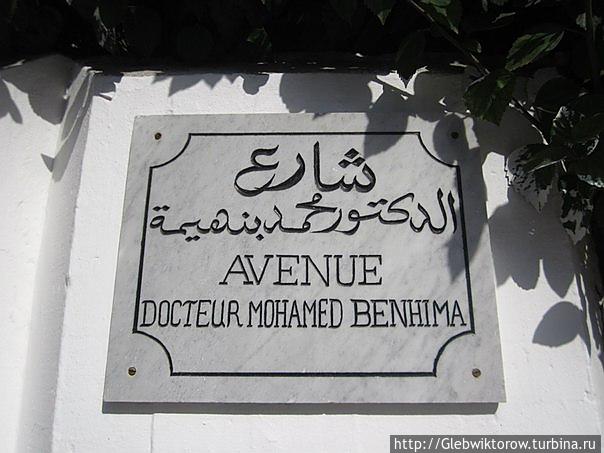 شارع
الدكتور محمد بنهيمة
AVENUE
DOCTEUR MOHAMED BENHIMA
http://Glebwiktorow.turbina.ru